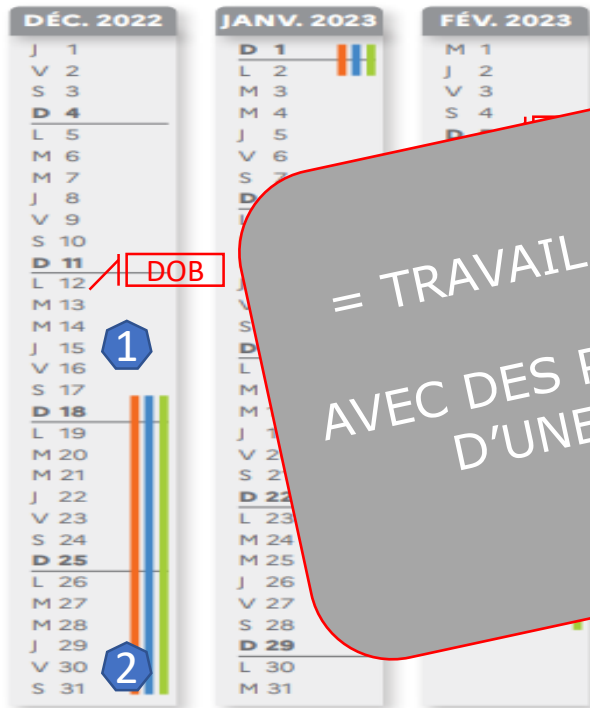 DÉC. 2022
J 1
V 2
S 3
D 4
L 5
M 6
M 7
J 8
V 9
S 10
D 11
DOB
L 12
M 13
M 14
1
J 15
V 16
S 17
D 18
L 19
M 20
M 21
J 22
V 23
S 24
D 25
L 26
M 27
M 28
J 29
V 30
2
S 31
JANV. 2023
D 1
L 2
M 3
M 4
J 5
V 6
S 7
D
S
D
L
M
M
J
V
S
D 22
L 23
M 24
M 25
J 26
V 27
S 28
D 29
L 30
M 31
FÉV. 2023
M 1
J 2
V 3
S 4
D
= TRAVAIL
AVEC DES
D'UNE